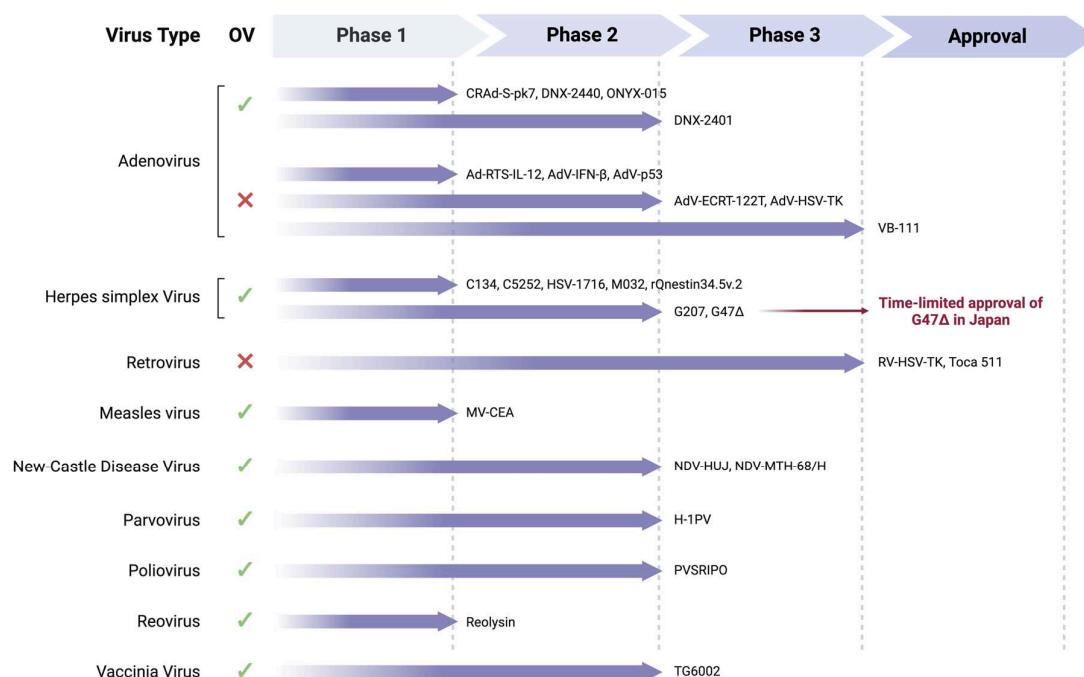 Virus Type OV Phase 1 Phase 2 Phase 3 Approval
Adenovirus
✓ CRAd-S-pk7, DNX-2440, ONYX-015
DNX-2401
Ad-RTS-IL-12, AdV-IFN-β, AdV-p53
✕ AdV-ECRT-122T, AdV-HSV-TK
VB-111
Herpes simplex Virus ✓
C134, C5252, HSV-1716, M032, rQnestin34.5v.2
G207, G47Δ
Time-limited approval of
G47Δ in Japan
Retrovirus ✕ RV-HSV-TK, Toca 511
Measles virus ✓ MV-CEA
New-Castle Disease Virus ✓ NDV-HUJ, NDV-MTH-68/H
Parvovirus ✓ H-1PV
Poliovirus ✓ PVSRIPO
Reovirus ✓ Reolysin
Vaccinia Virus ✓ TG6002